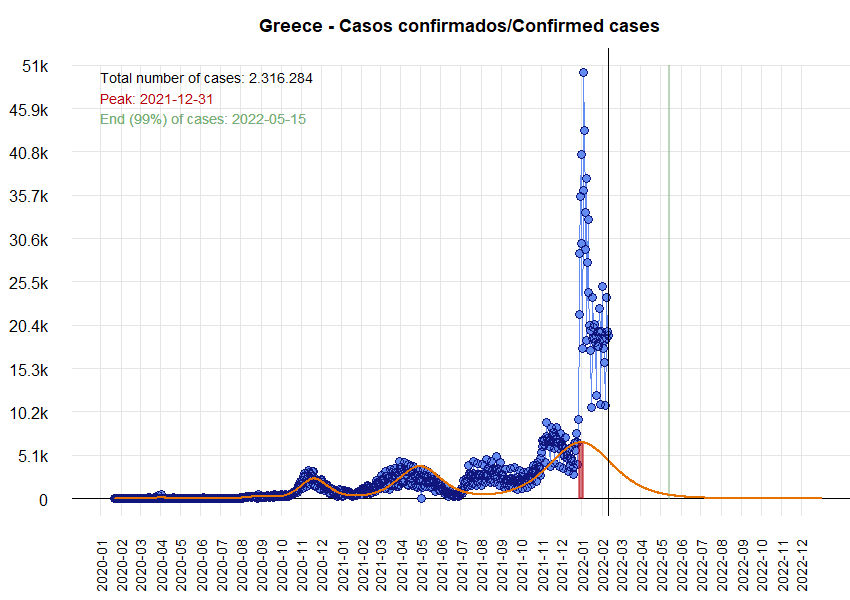 Greece - Casos confirmados/Confirmed cases
Total number of cases: 2.316.284
Peak: 2021-12-31
End (99%) of cases: 2022-05-15
51k
45.9k
40.8k
35.7k
30.6k
25.5k
20.4k
15.3k
10.2k
5.1k
0
2020-01
2020-02
2020-03
2020-04
2020-05
2020-06
2020-07
2020-08
2020-09
2020-10
2020-11
2020-12
2021-01
2021-02
2021-03
2021-04
2021-05
2021-06
2021-07
2021-08
2021-09
2021-10
2021-11
2021-12
2022-01
2022-02
2022-03
2022-04
2022-05
2022-06
2022-07
2022-08
2022-09
2022-10
2022-11
2022-12